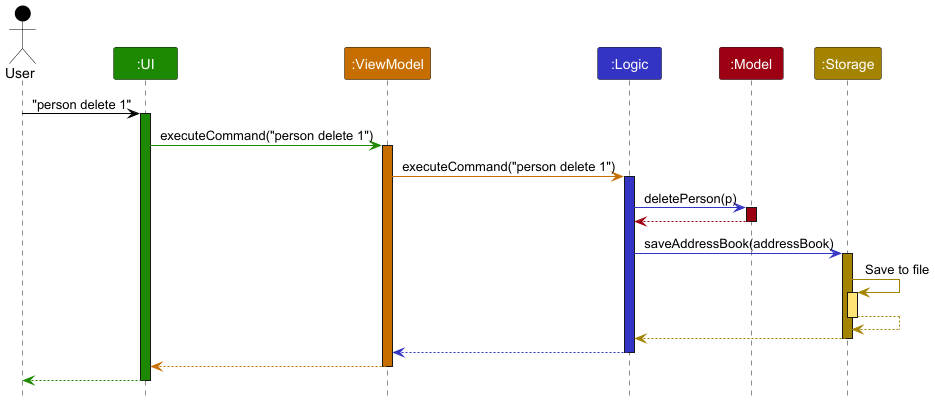 User
:UI
:ViewModel
:Logic
:Model
:Storage
"person delete 1"
executeCommand("person delete 1")
executeCommand("person delete 1")
deletePerson(p)
saveAddressBook(addressBook)
Save to file